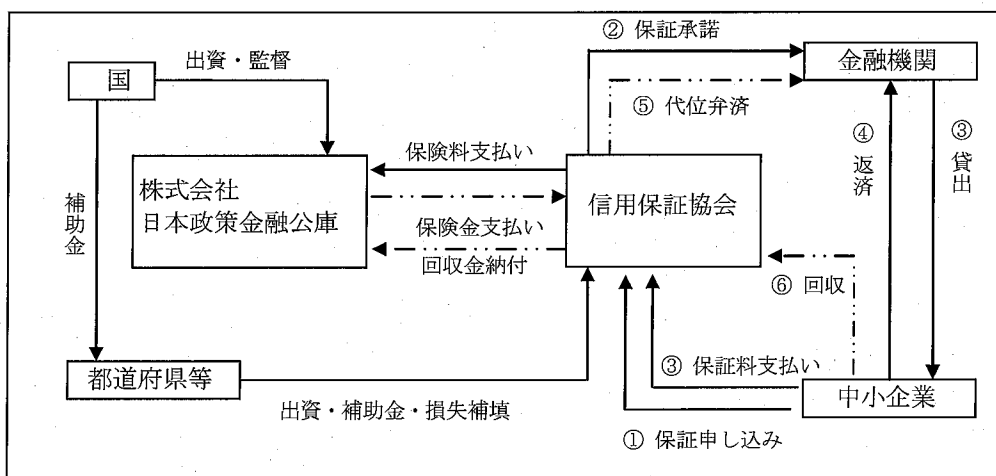 ② 保証承諾
出資・監督
国
金融機関
⑤ 代位弁済
保険料支払い
④ 返済
③ 貸出
株式会社
日本政策金融公庫
信用保証協会
補助金
保険金支払い
回収金納付
⑥ 回収
都道府県等
③ 保証料支払い
中小企業
出資・補助金・損失補填
① 保証申し込み